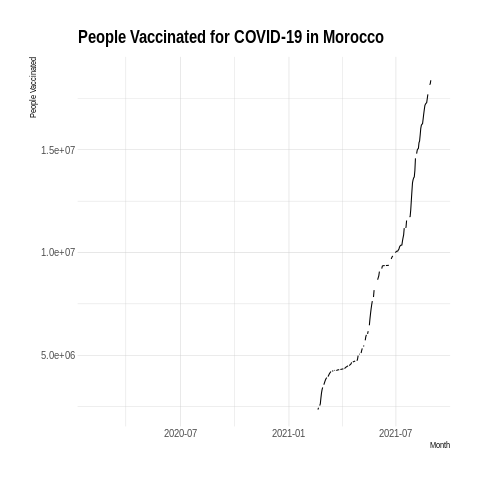 People Vaccinated for COVID-19 in Morocco
People Vaccinated
1.5e+07
1.0e+07
5.0e+06
2020-07
2021-01
2021-07
Month